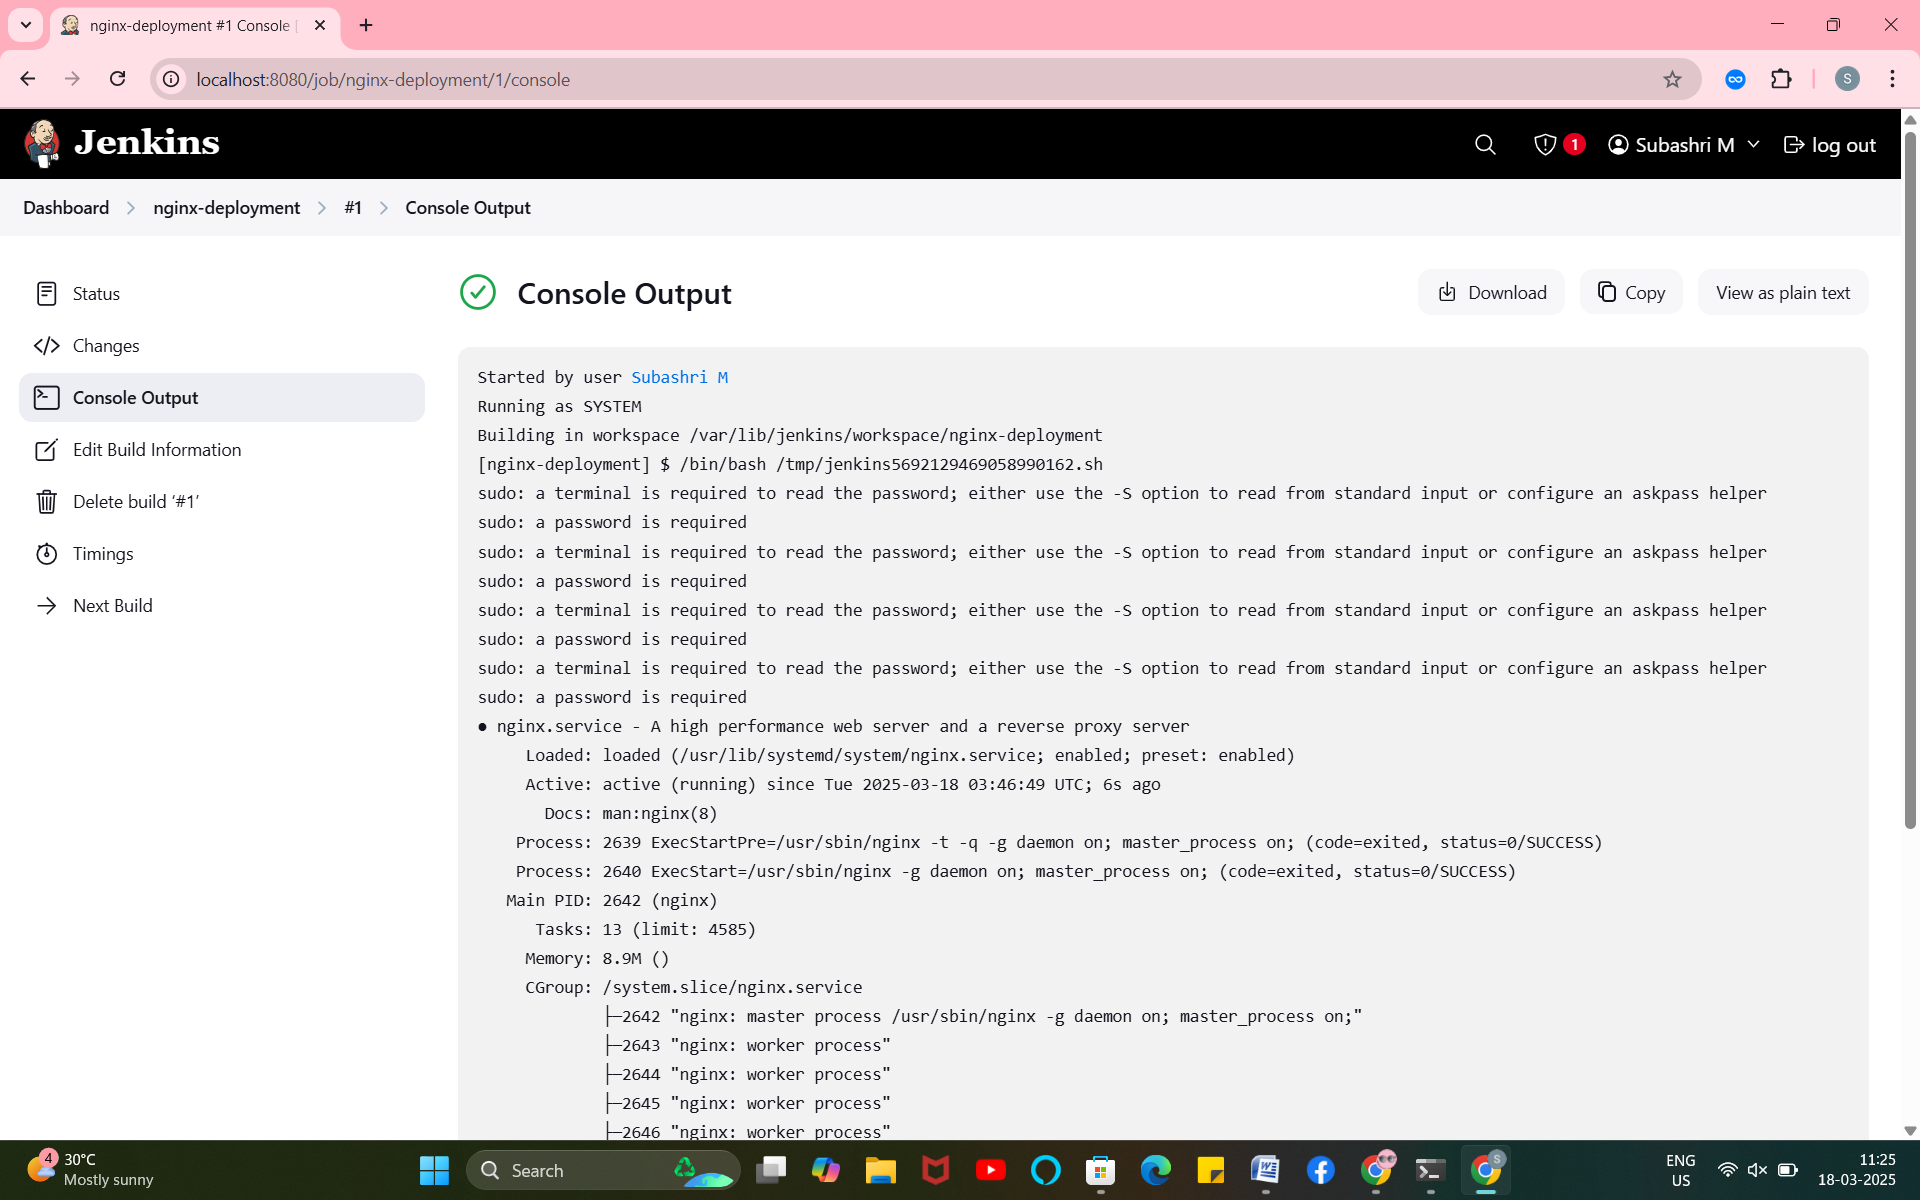 nginx-deployment #1 Console [
localhost:8080/job/nginx-deployment/1/console
S
Jenkins
1
Subashri M
log out
Dashboard
nginx-deployment
#1
Console Output
Status
Changes
Console Output
Edit Build Information
Delete build ‘#1’
Timings
Next Build
Console Output
Download
Copy
View as plain text
Started by user Subashri M
Running as SYSTEM
Building in workspace /var/lib/jenkins/workspace/nginx-deployment
[nginx-deployment] $ /bin/bash /tmp/jenkins5692129469058990162.sh
sudo: a terminal is required to read the password; either use the -S option to read from standard input or configure an askpass helper
sudo: a password is required
sudo: a terminal is required to read the password; either use the -S option to read from standard input or configure an askpass helper
sudo: a password is required
sudo: a terminal is required to read the password; either use the -S option to read from standard input or configure an askpass helper
sudo: a password is required
sudo: a terminal is required to read the password; either use the -S option to read from standard input or configure an askpass helper
sudo: a password is required
● nginx.service - A high performance web server and a reverse proxy server
Loaded: loaded (/usr/lib/systemd/system/nginx.service; enabled; preset: enabled)
Active: active (running) since Tue 2025-03-18 03:46:49 UTC; 6s ago
Docs: man:nginx(8)
Process: 2639 ExecStartPre=/usr/sbin/nginx -t -q -g daemon on; master_process on; (code=exited, status=0/SUCCESS)
Process: 2640 ExecStart=/usr/sbin/nginx -g daemon on; master_process on; (code=exited, status=0/SUCCESS)
Main PID: 2642 (nginx)
Tasks: 13 (limit: 4585)
Memory: 8.9M ()
CGroup: /system.slice/nginx.service
├─2642 "nginx: master process /usr/sbin/nginx -g daemon on; master_process on;"
├─2643 "nginx: worker process"
├─2644 "nginx: worker process"
├─2645 "nginx: worker process"
├─2646 "nginx: worker process"
4
30°C
Mostly sunny
Search
S
ENG
US
11:25
18-03-2025